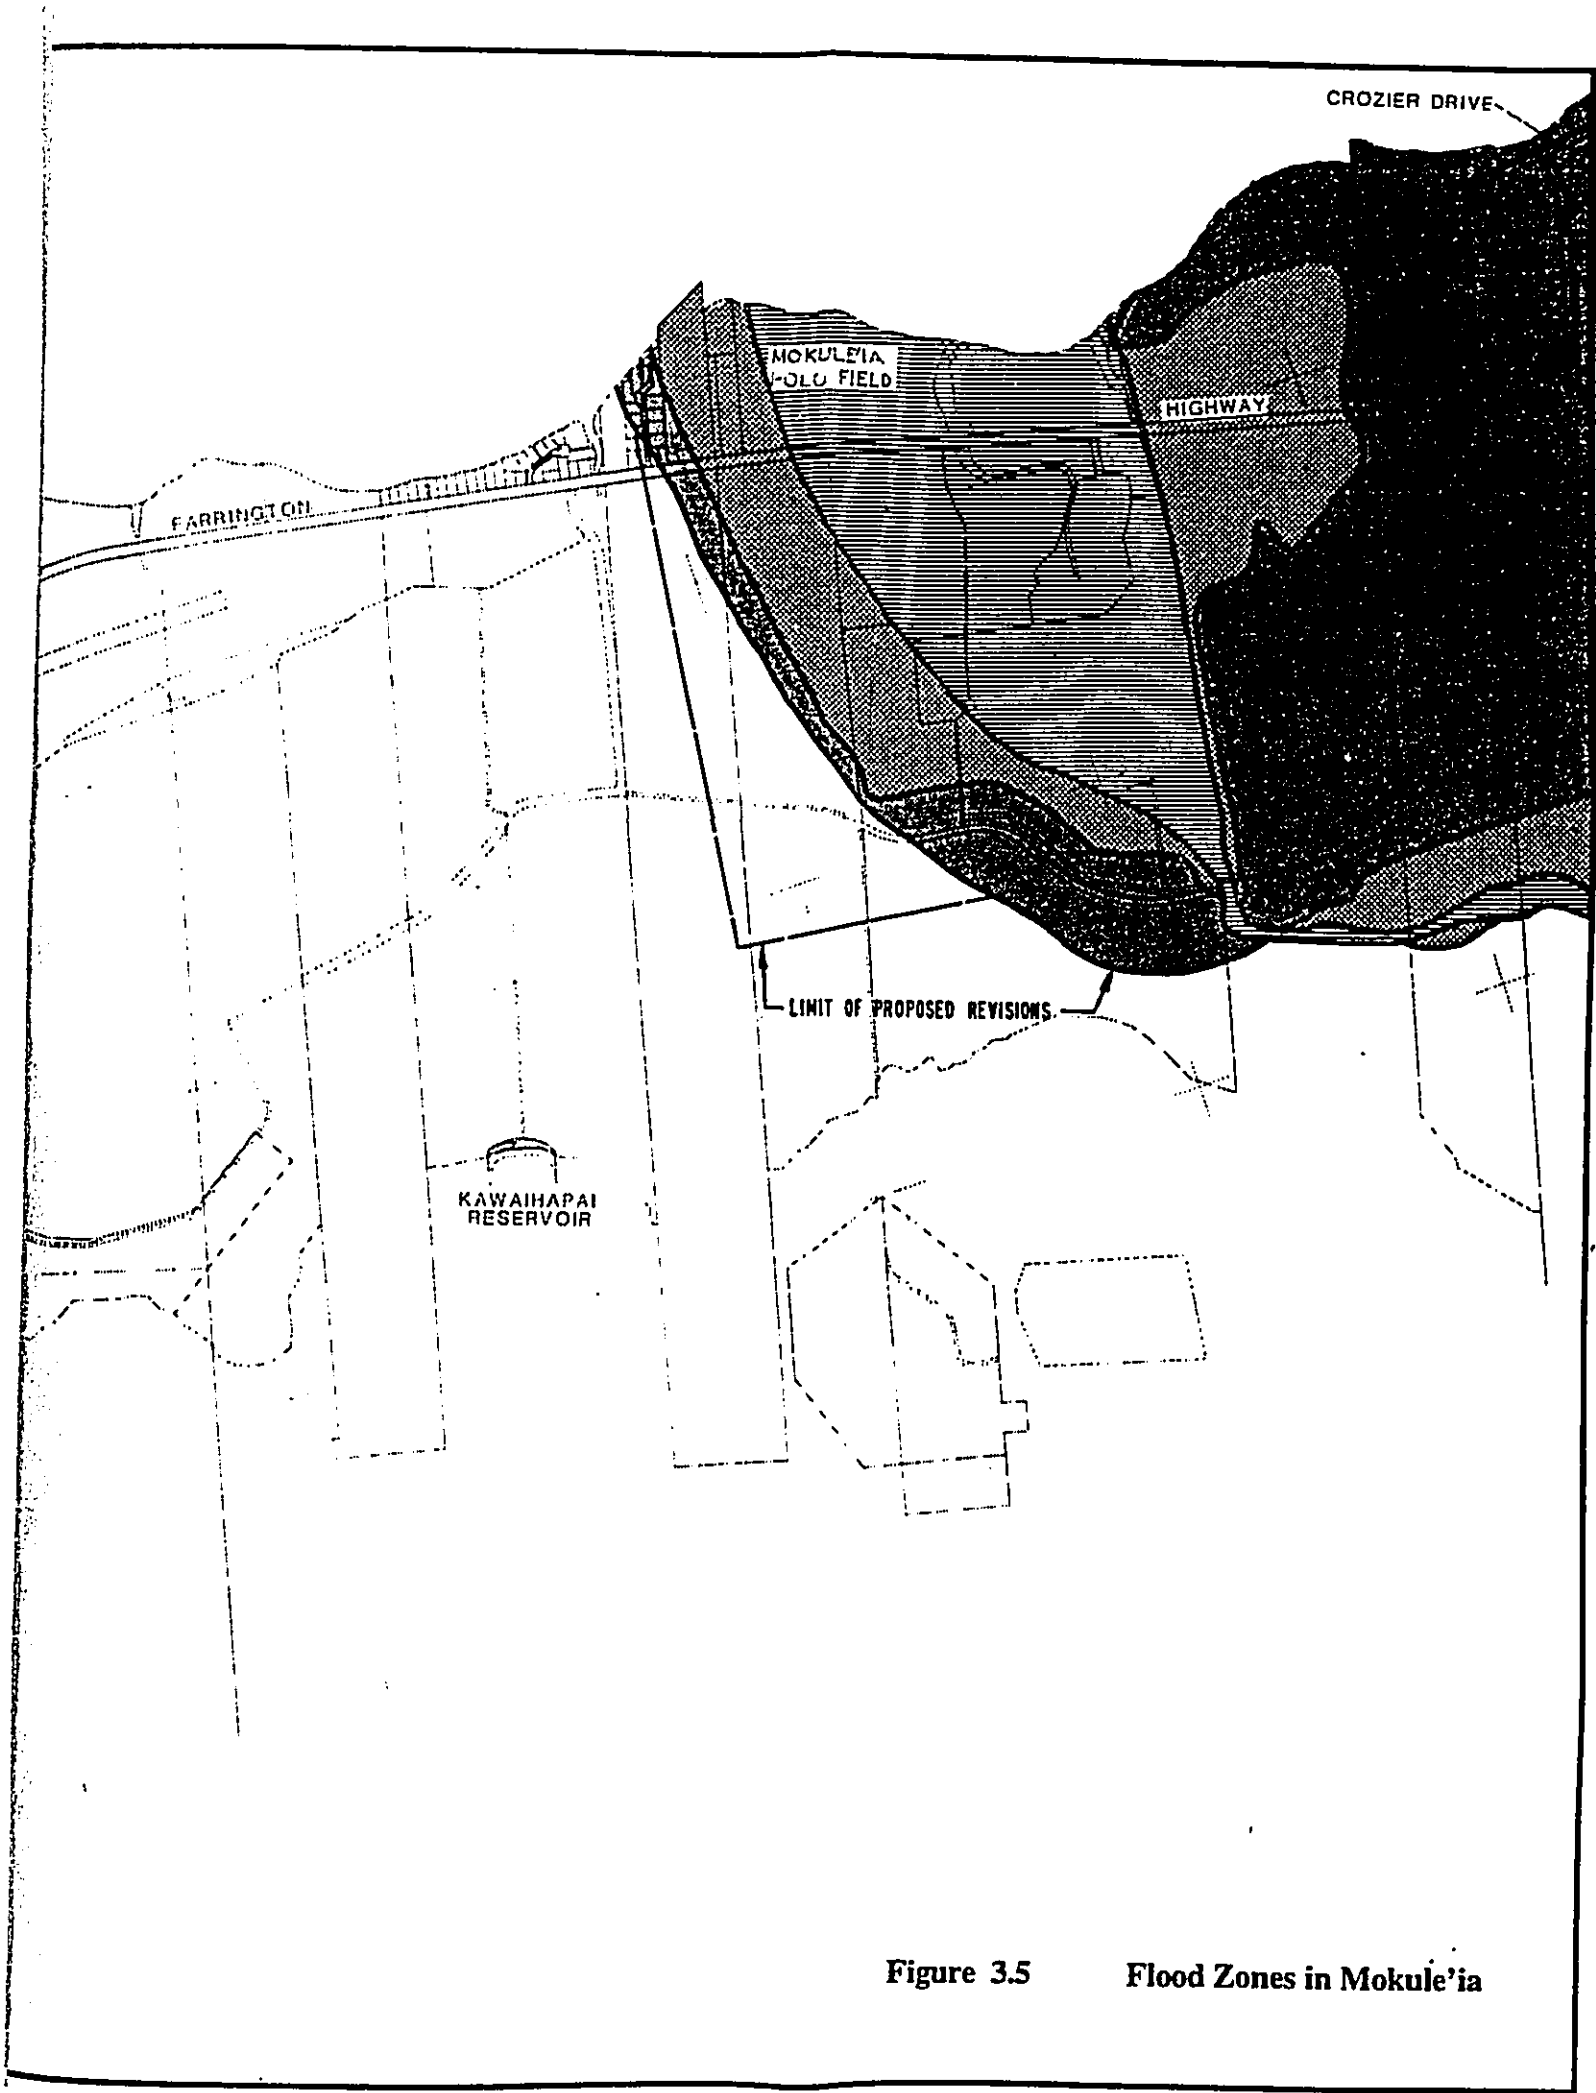 CROZIER DRIVE
MOKULE'IA
POLO FIELD
HIGHWAY
FARRINGTON
LIMIT OF PROPOSED REVISIONS
KAWAIHAPAI
RESERVOIR
Figure 3.5 Flood Zones in Mokule'ia